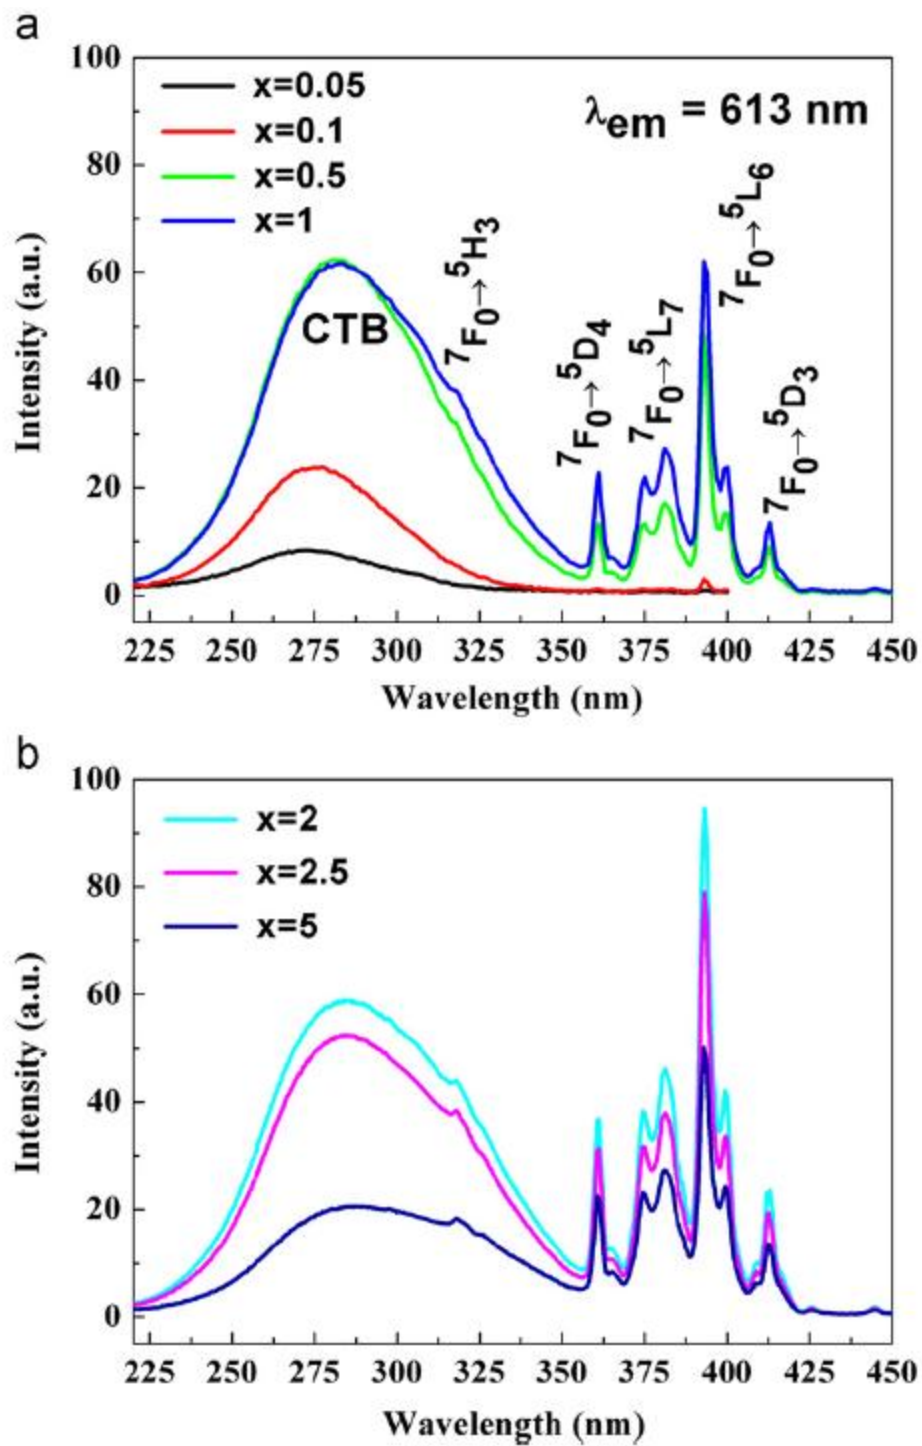 a
100
80
60
40
20
0
Intensity (a.u.)
x=0.05
x=0.1
x=0.5
x=1
λem = 613 nm
CTB
⁷F₀→⁵H₃
⁷F₀→⁵D₄
⁷F₀→⁵L₇
⁷F₀→⁵L₆
⁷F₀→⁵D₃
225 250 275 300 325 350 375 400 425 450
Wavelength (nm)
b
100
80
60
40
20
0
Intensity (a.u.)
x=2
x=2.5
x=5
225 250 275 300 325 350 375 400 425 450
Wavelength (nm)